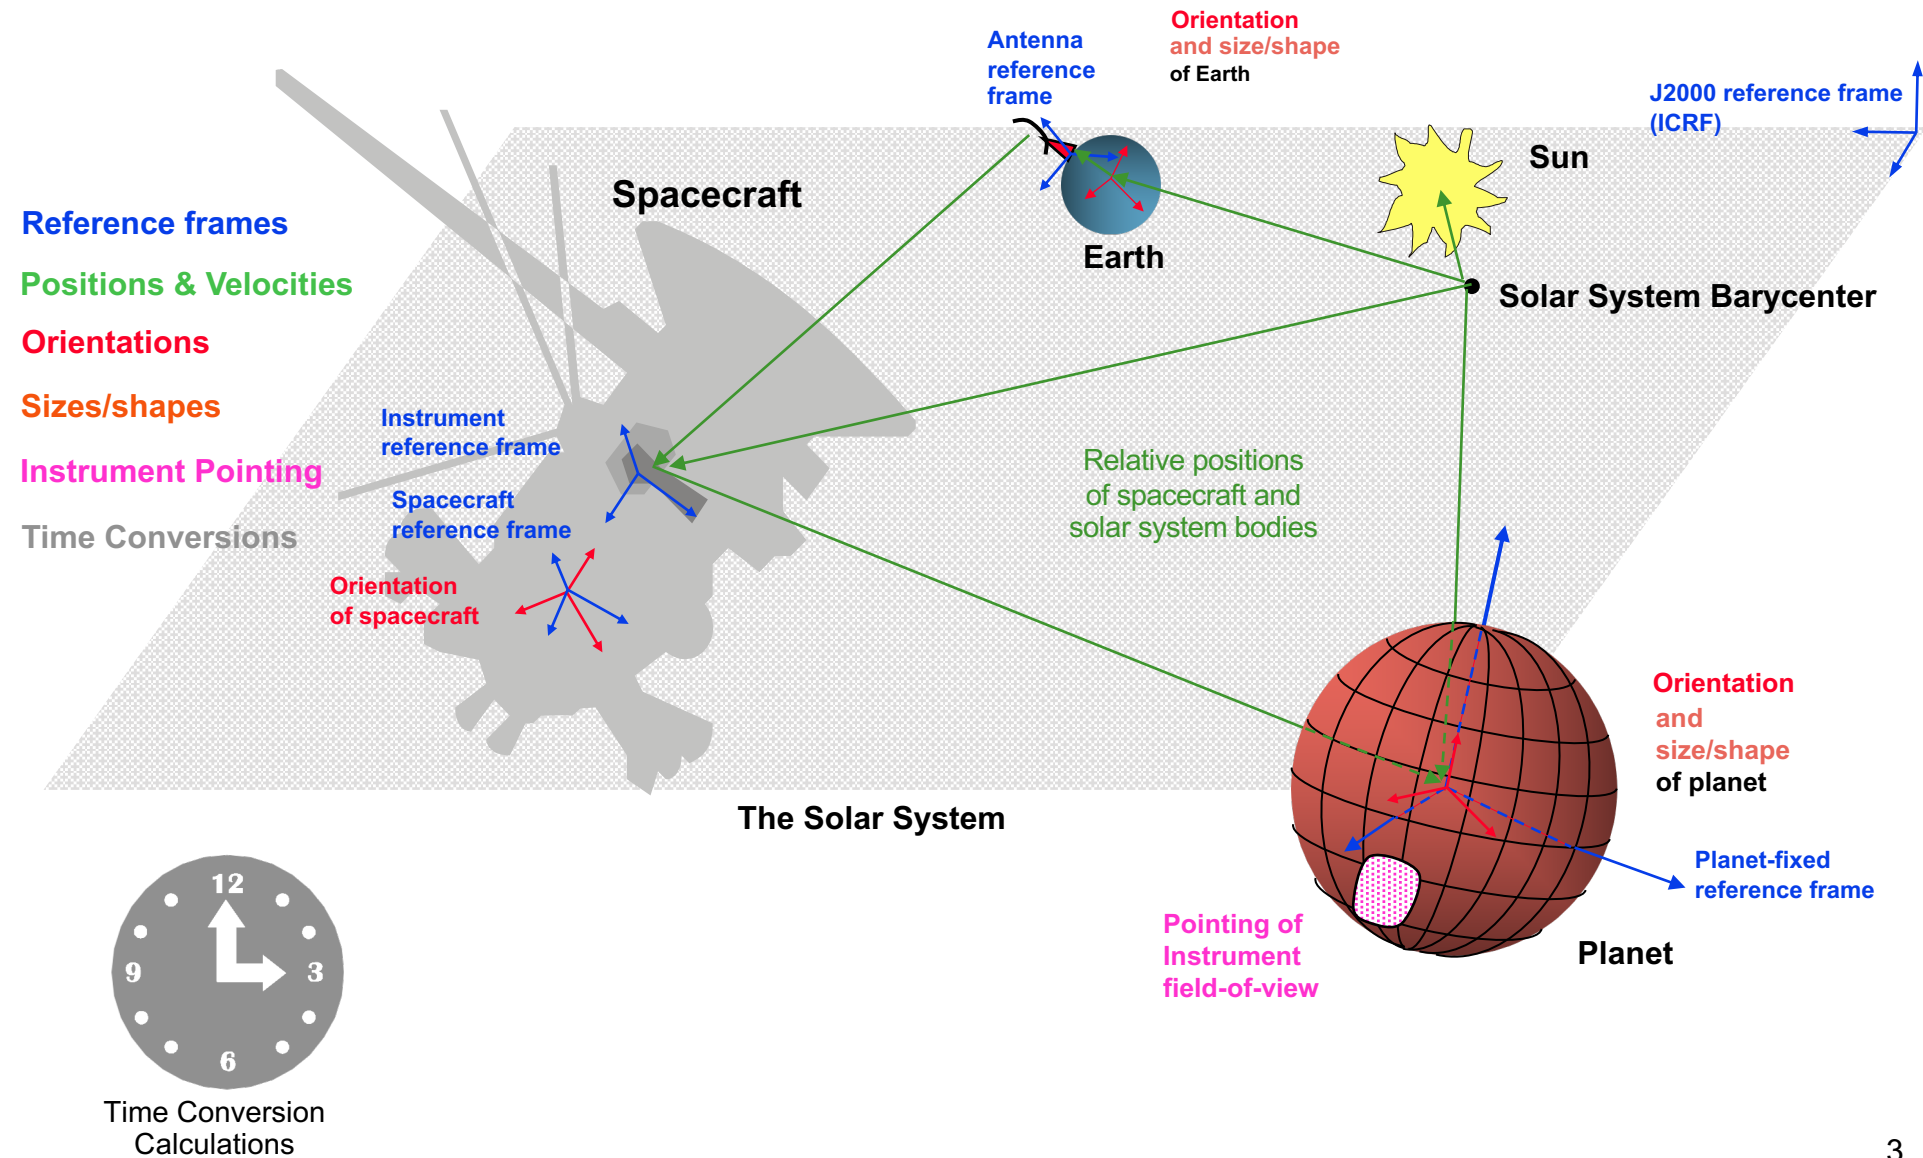 Orientation
and size/shape
of Earth
Antenna
reference
frame
J2000 reference frame
(ICRF)
Sun
Spacecraft
Earth
Solar System Barycenter
Reference frames
Positions & Velocities
Orientations
Sizes/shapes
Instrument Pointing
Time Conversions
Instrument
reference frame
Spacecraft
reference frame
Orientation
of spacecraft
Relative positions
of spacecraft and
solar system bodies
Orientation
and
size/shape
of planet
The Solar System
Planet-fixed
reference frame
Pointing of
Instrument
field-of-view
Planet
12
9
3
6
Time Conversion
Calculations
3